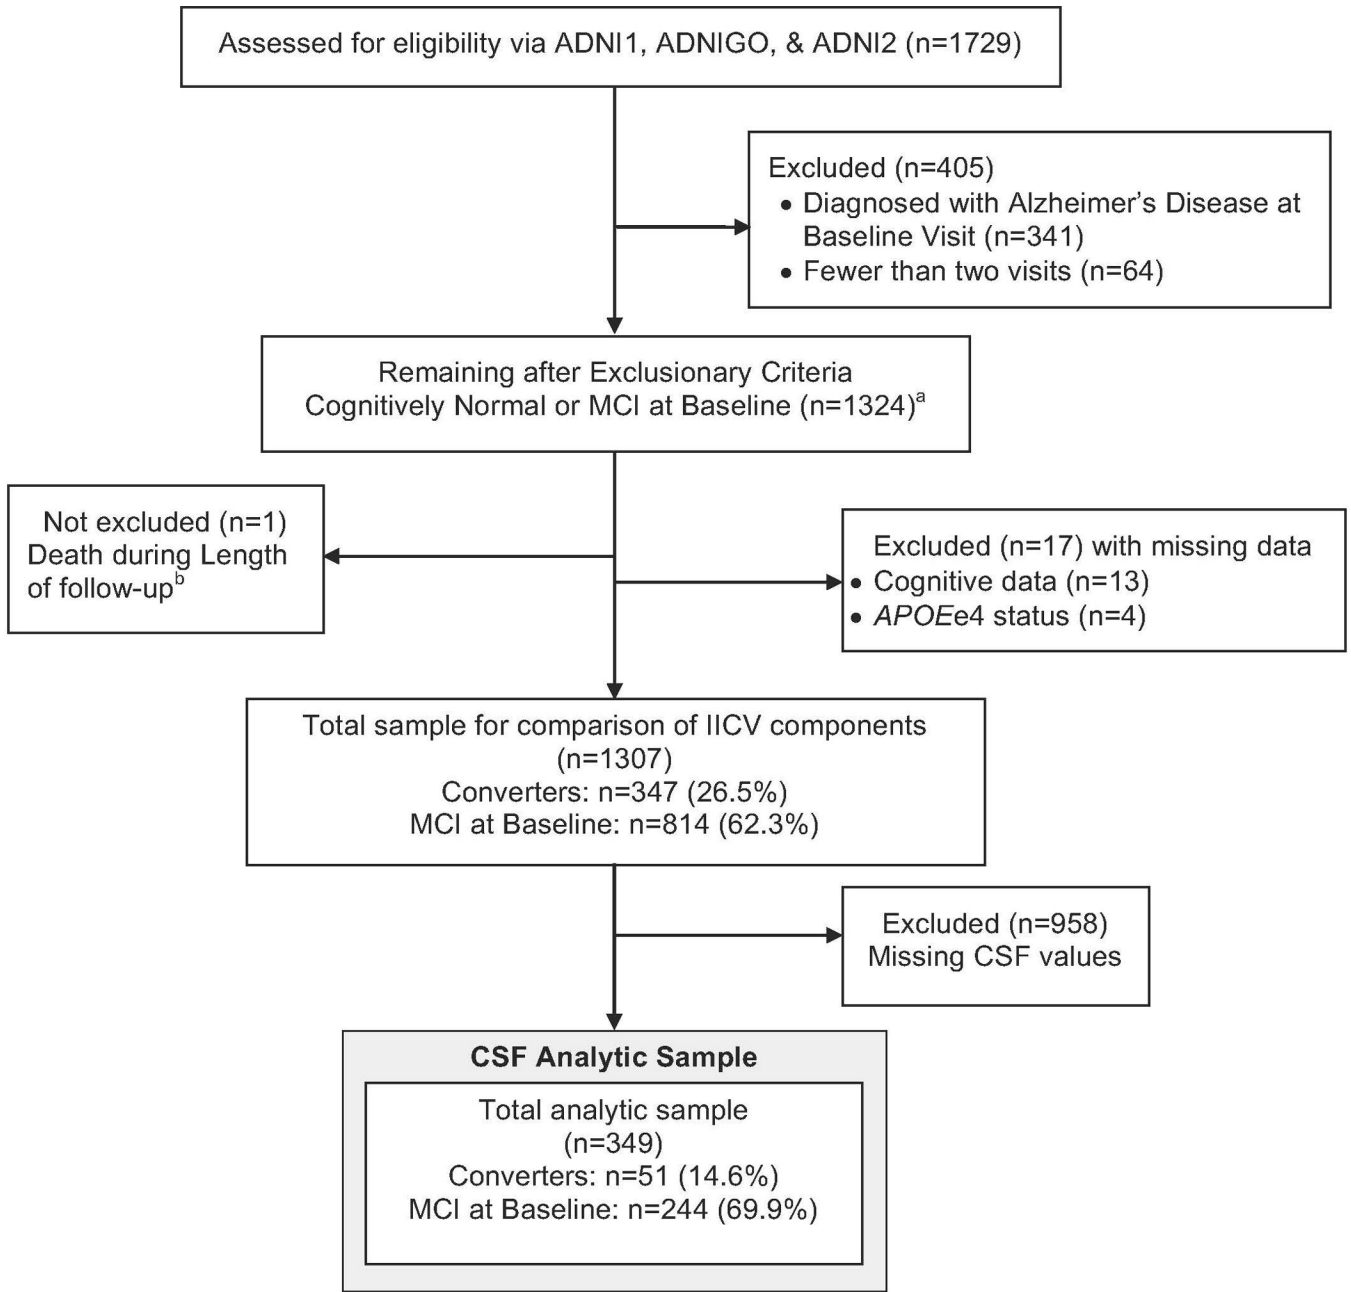 Assessed for eligibility via ADNI1, ADNIGO, & ADNI2 (n=1729)
Excluded (n=405)
• Diagnosed with Alzheimer’s Disease at
Baseline Visit (n=341)
• Fewer than two visits (n=64)
Remaining after Exclusionary Criteria
Cognitively Normal or MCI at Baseline (n=1324)a
Not excluded (n=1)
Death during Length
of follow-upb
Excluded (n=17) with missing data
• Cognitive data (n=13)
• APOEe4 status (n=4)
Total sample for comparison of IICV components
(n=1307)
Converters: n=347 (26.5%)
MCI at Baseline: n=814 (62.3%)
Excluded (n=958)
Missing CSF values
CSF Analytic Sample
Total analytic sample
(n=349)
Converters: n=51 (14.6%)
MCI at Baseline: n=244 (69.9%)